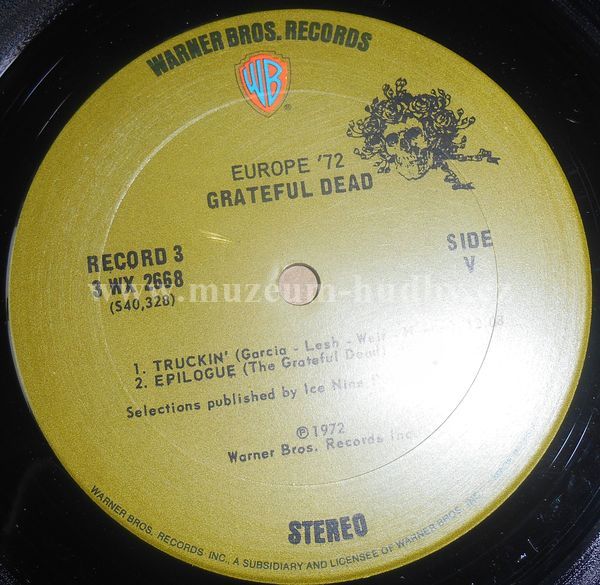 WARNER BROS. RECORDS
WB
®
EUROPE '72
GRATEFUL DEAD
RECORD 3
3 WX 2668
(S40,328)
SIDE
V
www.muzeum-hudby.cz
1. TRUCKIN' (Garcia - Lesh - Weir -
2. EPILOGUE (The Grateful Dead)
Selections published by Ice Nine
℗ 1972
Warner Bros. Records Inc.
STEREO
WARNER BROS. RECORDS INC., A SUBSIDIARY AND LICENSEE OF WARNER BROS. INC.